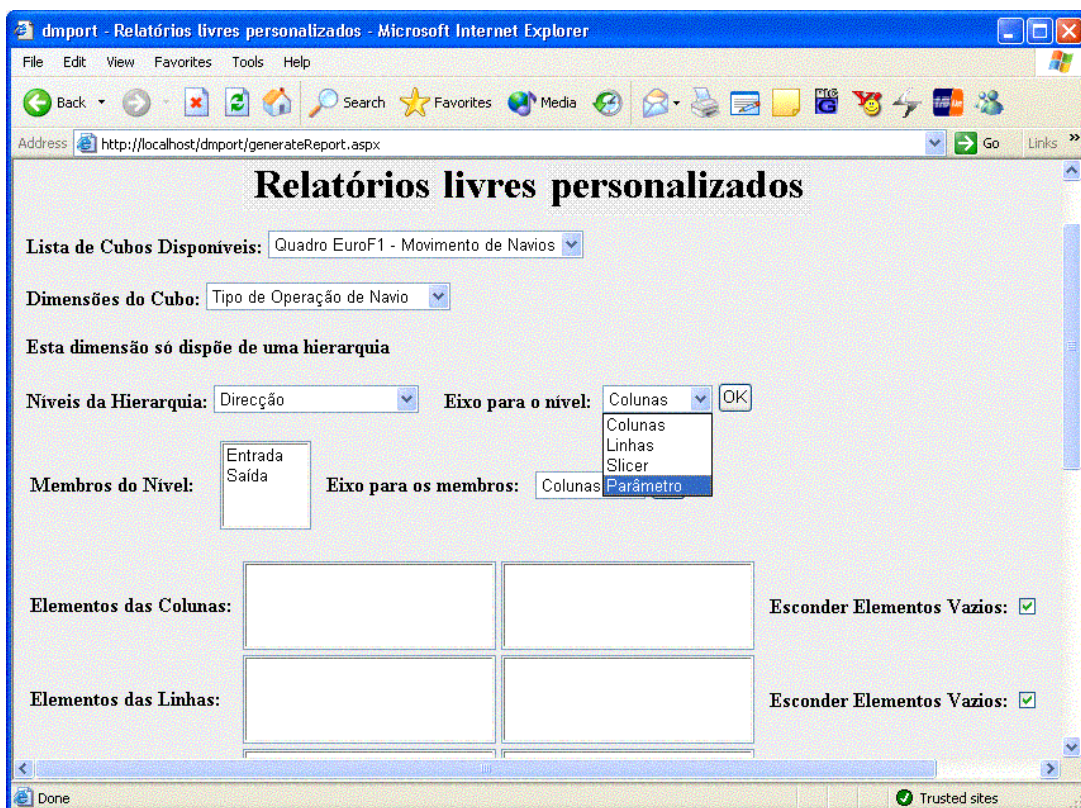 dmport - Relatórios livres personalizados - Microsoft Internet Explorer
File Edit View Favorites Tools Help
Back Search Favorites Media
Address http://localhost/dmport/generateReport.aspx Go Links »
Relatórios livres personalizados
Lista de Cubos Disponíveis: Quadro EuroF1 - Movimento de Navios
Dimensões do Cubo: Tipo de Operação de Navio
Esta dimensão só dispõe de uma hierarquia
Níveis da Hierarquia: Direcção Eixo para o nível: Colunas OK
Colunas
Linhas
Slicer
Parâmetro
Membros do Nível: Entrada
Saída
Eixo para os membros: Colunas
Elementos das Colunas: Esconder Elementos Vazios:
Elementos das Linhas: Esconder Elementos Vazios:
Done Trusted sites